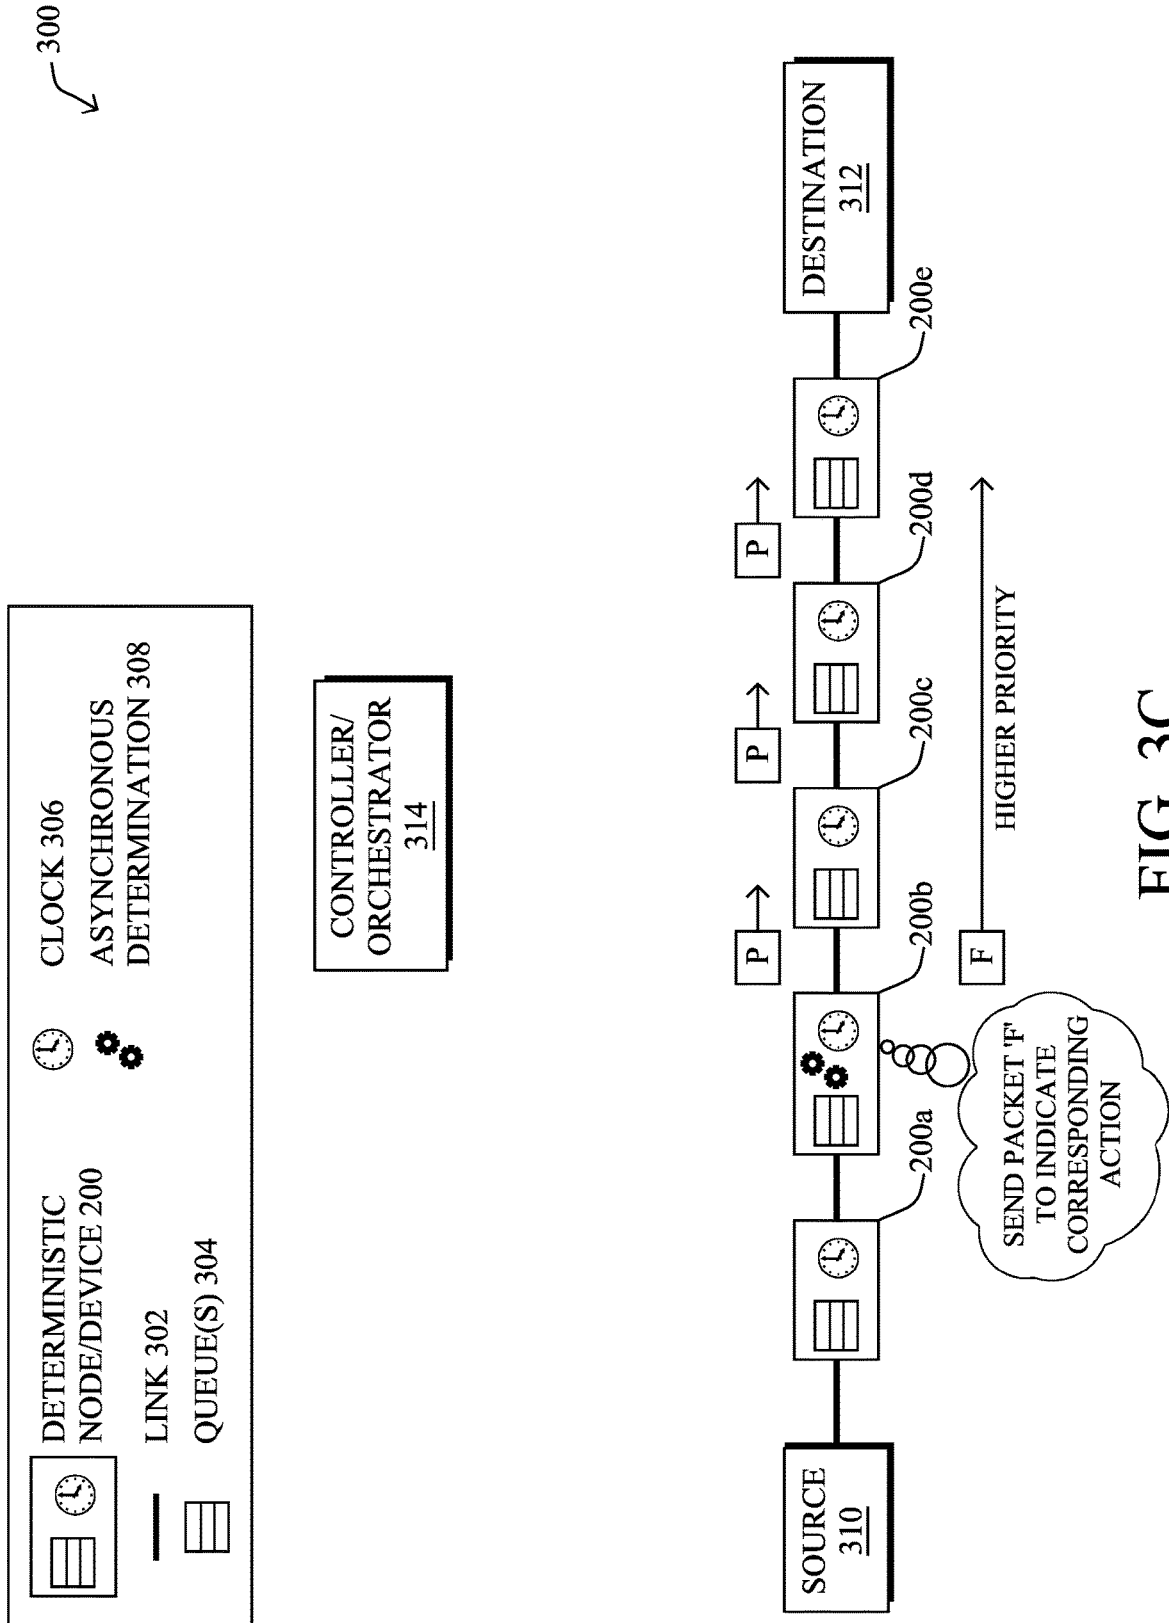 300
DETERMINISTIC
NODE/DEVICE 200
LINK 302
QUEUE(S) 304
CLOCK 306
ASYNCHRONOUS
DETERMINATION 308
CONTROLLER/
ORCHESTRATOR
314
P
P
P
SOURCE
310
DESTINATION
312
200a
200b
200c
200d
200e
F
HIGHER PRIORITY
SEND PACKET 'F'
TO INDICATE
CORRESPONDING
ACTION
FIG. 3C